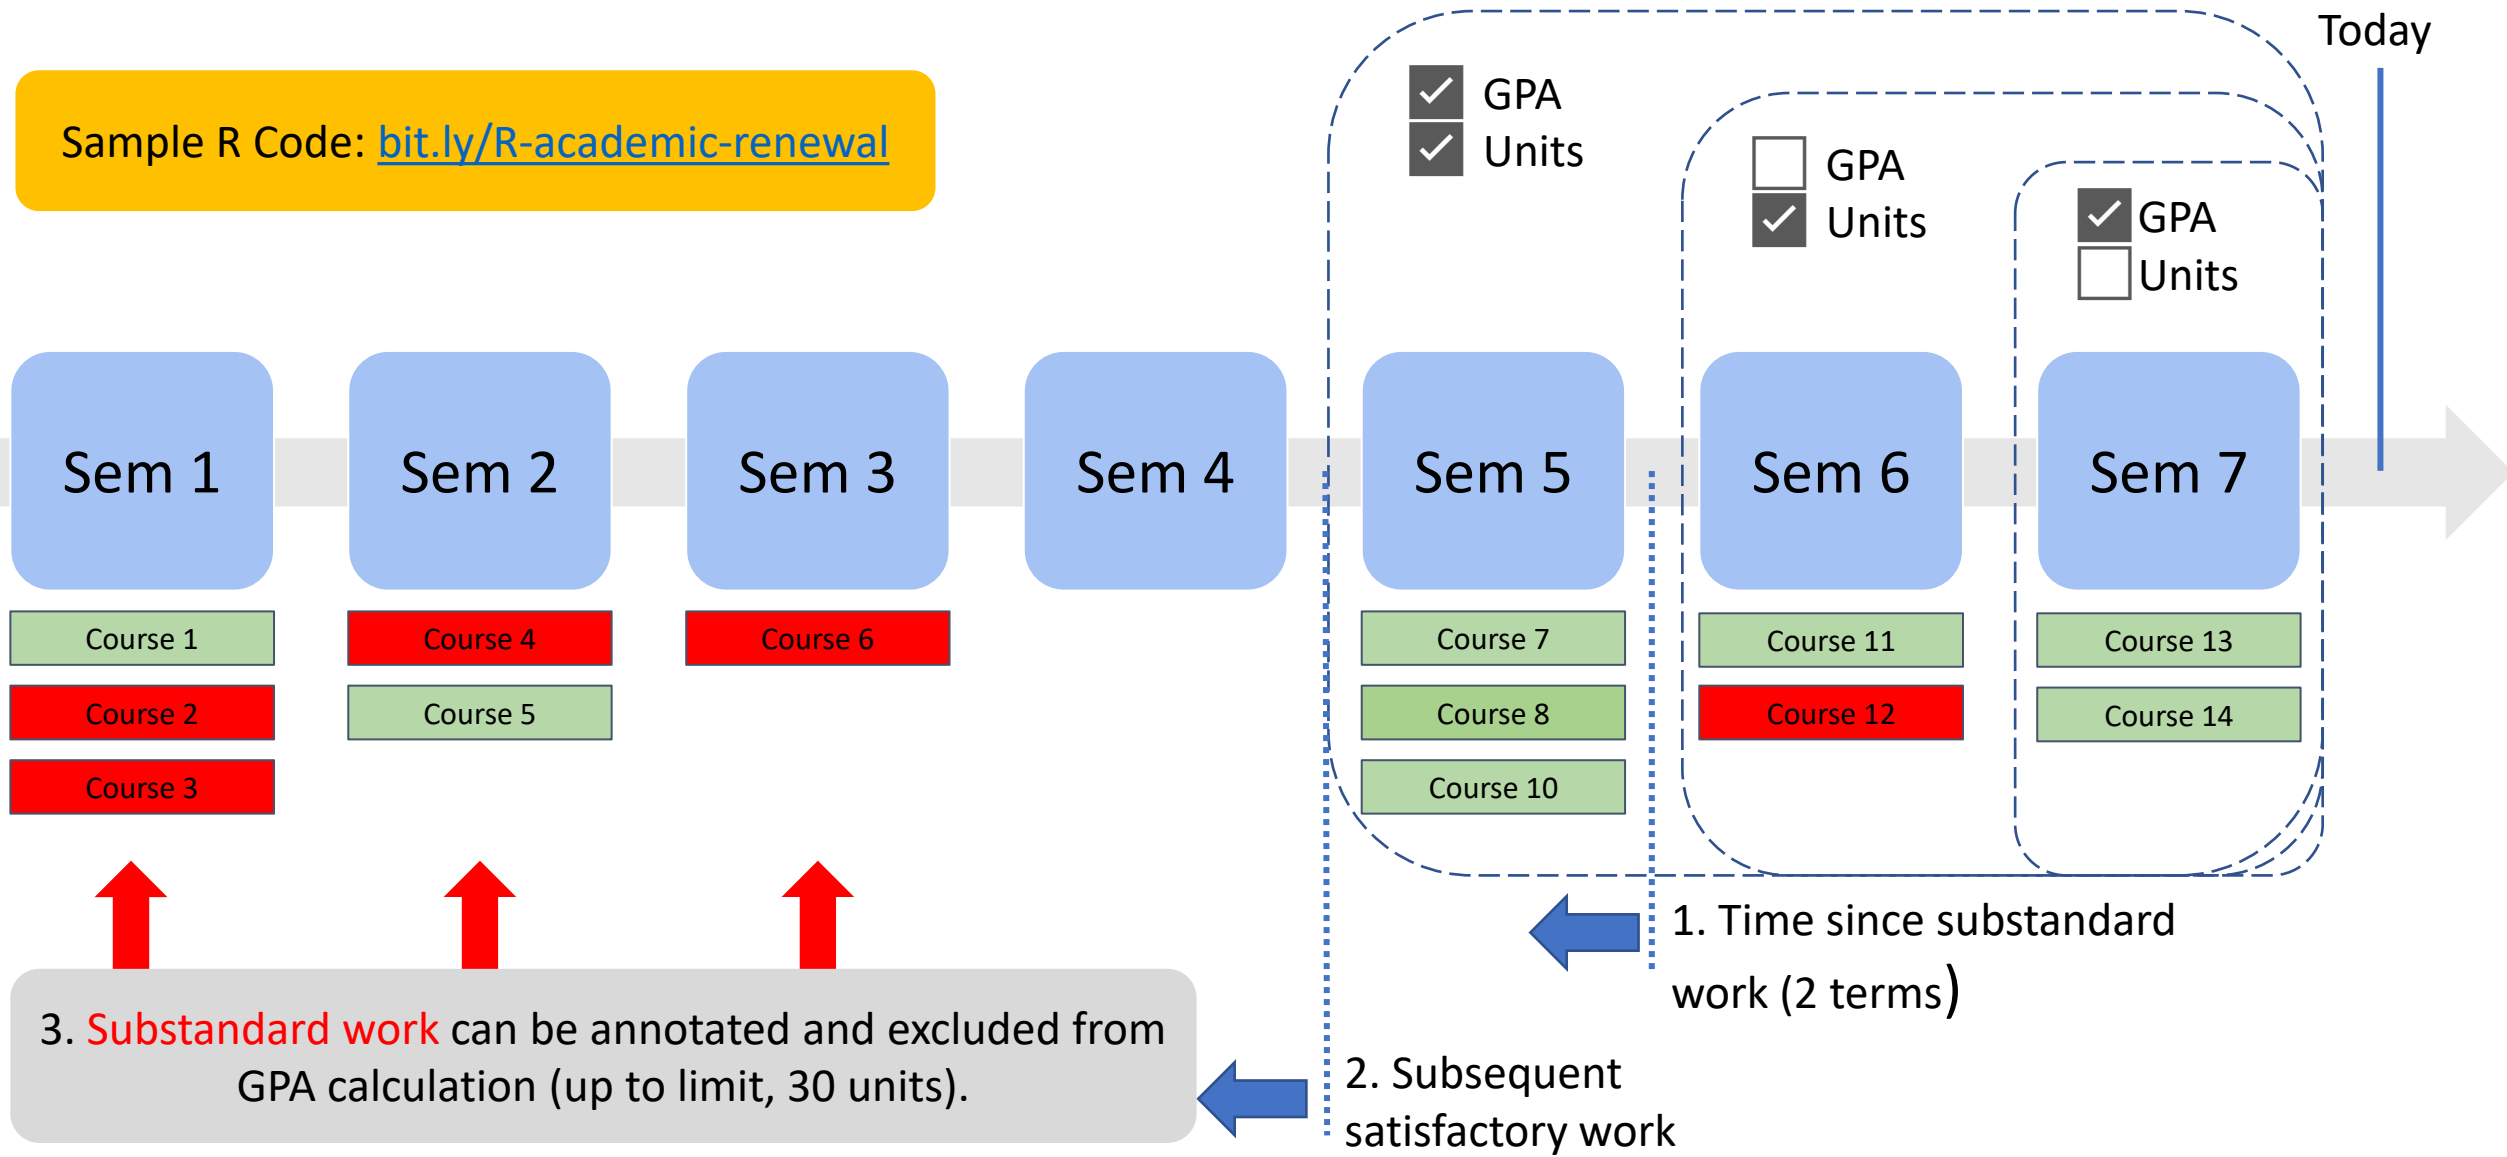 Today
Sample R Code: bit.ly/R-academic-renewal
GPA
Units
GPA
Units
GPA
Units
Sem 1
Sem 2
Sem 3
Sem 4
Sem 5
Sem 6
Sem 7
Course 1
Course 2
Course 3
Course 4
Course 5
Course 6
Course 7
Course 8
Course 10
Course 11
Course 12
Course 13
Course 14
1. Time since substandard
work (2 terms)
2. Subsequent
satisfactory work
3. Substandard work can be annotated and excluded from
GPA calculation (up to limit, 30 units).